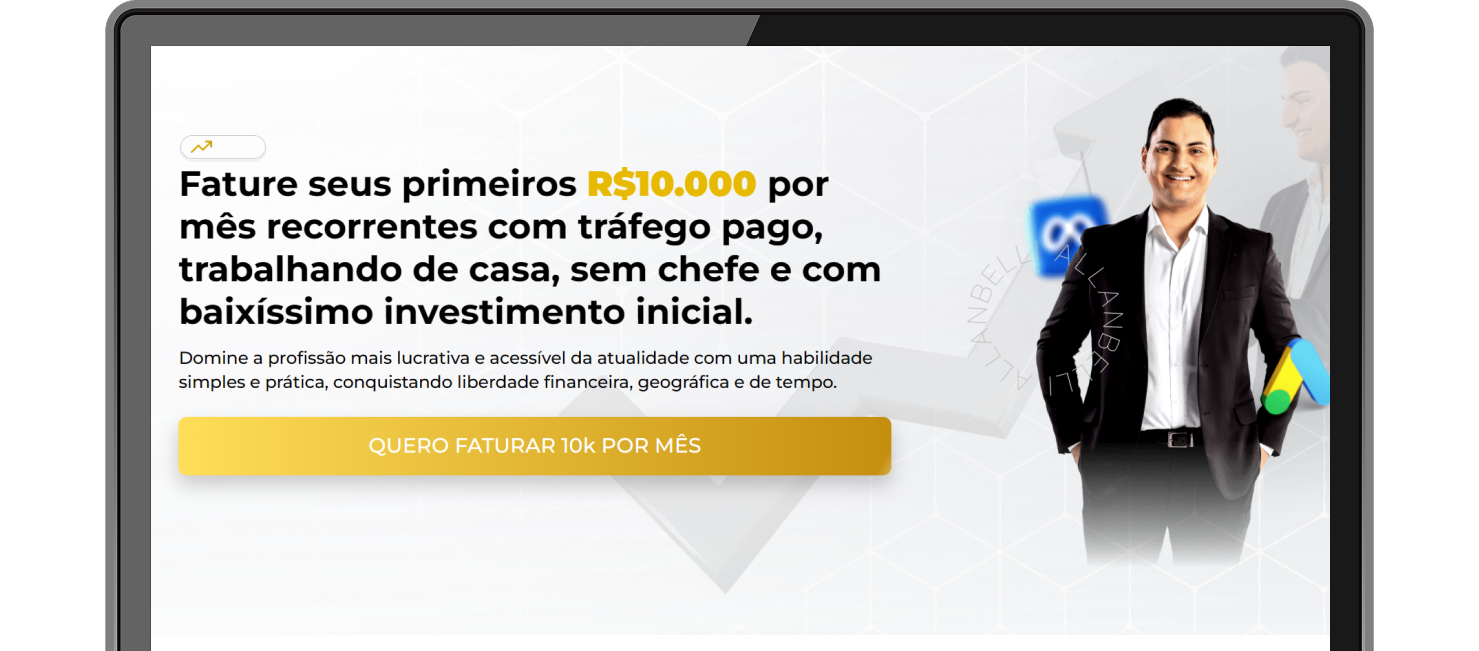 Fature seus primeiros R$10.000 por
mês recorrentes com tráfego pago,
trabalhando de casa, sem chefe e com
baixíssimo investimento inicial.
Domine a profissão mais lucrativa e acessível da atualidade com uma habilidade
simples e prática, conquistando liberdade financeira, geográfica e de tempo.
QUERO FATURAR 10k POR MÊS
ALLANBELLI ALLANBELLI